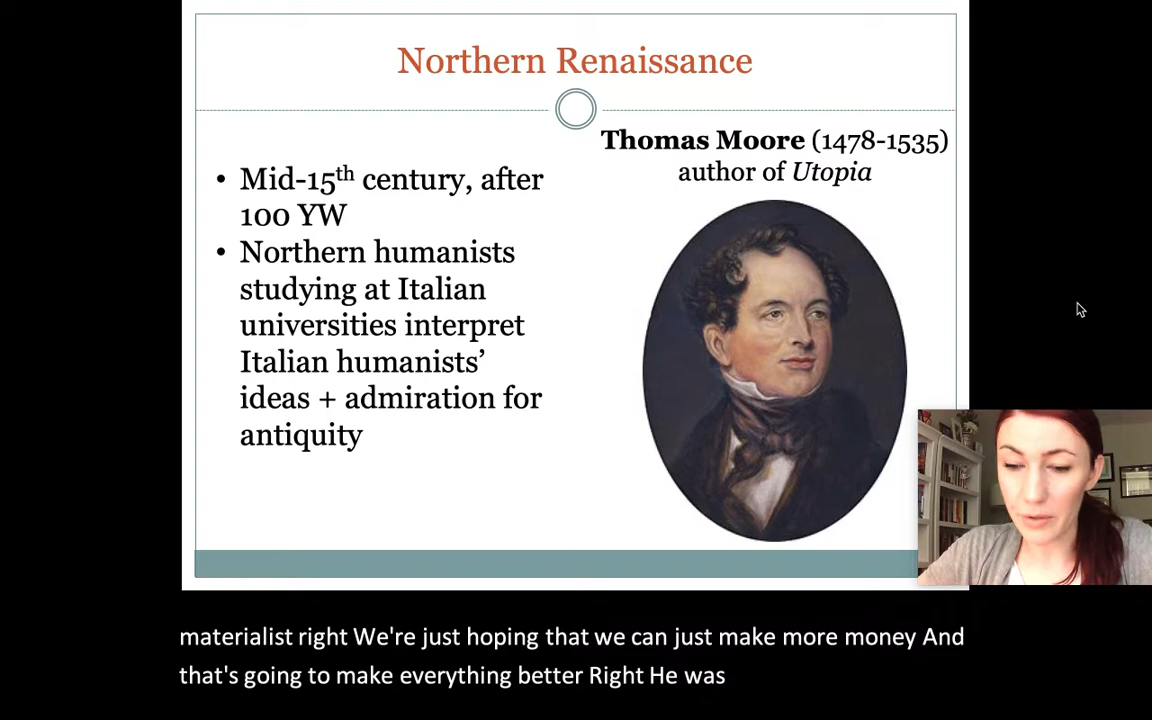 Northern Renaissance
Thomas Moore (1478-1535)
author of Utopia
• Mid-15th century, after
100 YW
• Northern humanists
studying at Italian
universities interpret
Italian humanists’
ideas + admiration for
antiquity
materialist right We're just hoping that we can just make more money And
that's going to make everything better Right He was